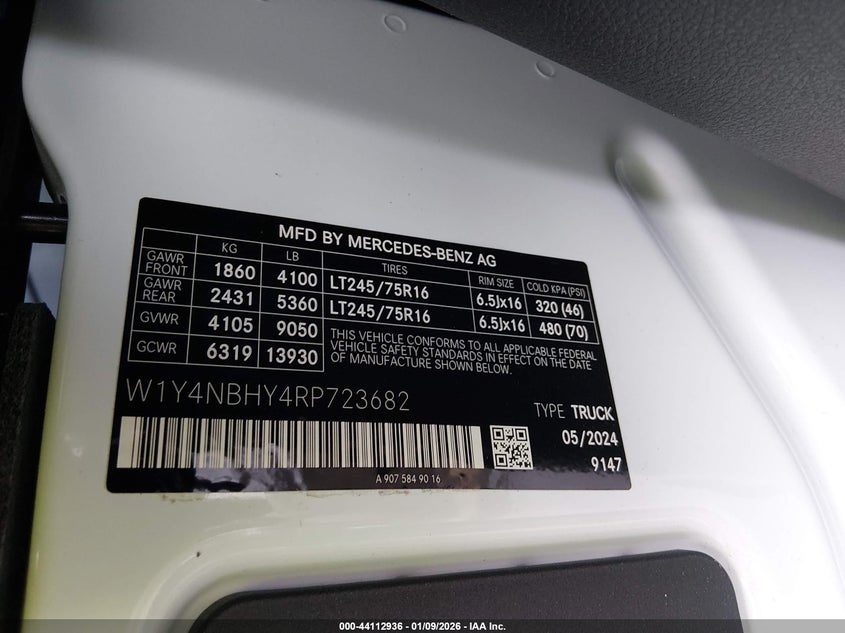 MFD BY MERCEDES-BENZ AG
KG LB TIRES RIM SIZE COLD KPA (PSI)
GAWR FRONT 1860 4100 LT245/75R16 6.5Jx16 320 (46)
GAWR REAR 2431 5360 LT245/75R16 6.5Jx16 480 (70)
GVWR 4105 9050
GCWR 6319 13930
THIS VEHICLE CONFORMS TO ALL APPLICABLE FEDERAL
VEHICLE SAFETY STANDARDS IN EFFECT ON THE DATE
OF MANUFACTURE SHOWN BELOW.
W1Y4NBHY4RP723682
TYPE TRUCK
05/2024
9147
A 907 584 90 16
000-44112936 - 01/09/2026 - IAA Inc.